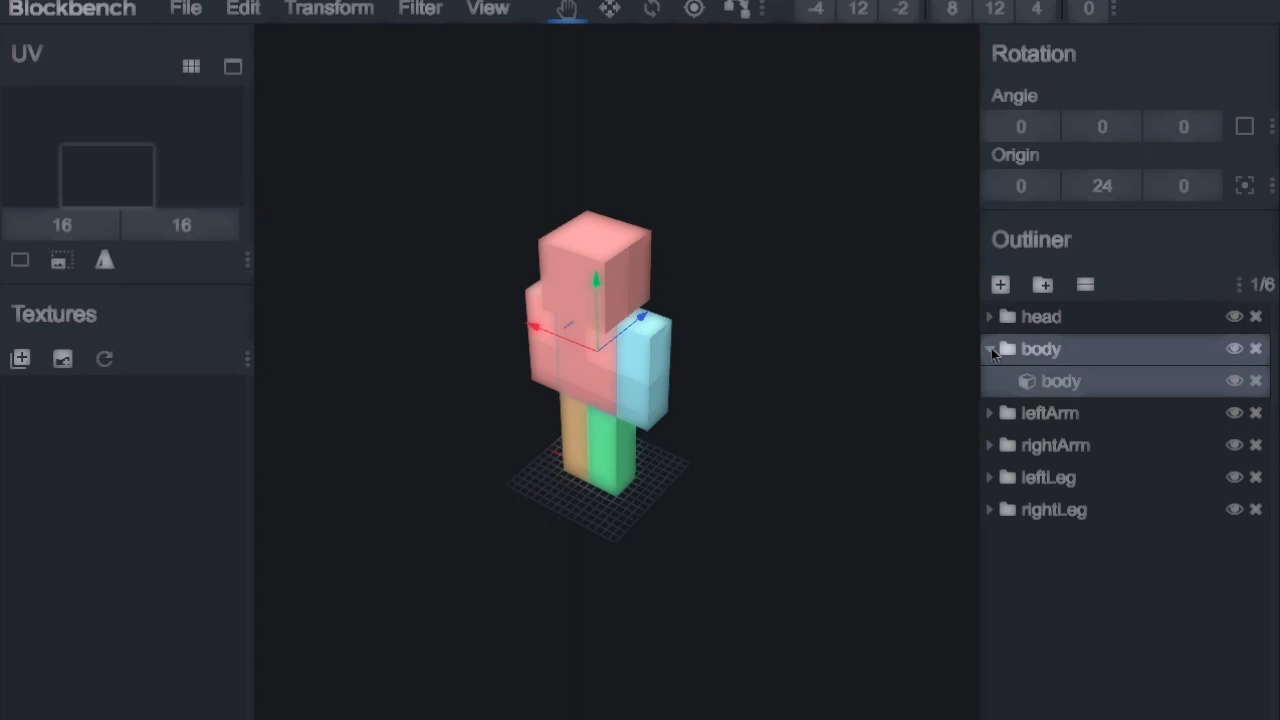 Blockbench File Edit Transform Filter View -4 12 -2 8 12 4 0
UV
16 16
Textures
Rotation
Angle
0 0 0
Origin
0 24 0
Outliner
1/6
head
body
body
leftArm
rightArm
leftLeg
rightLeg